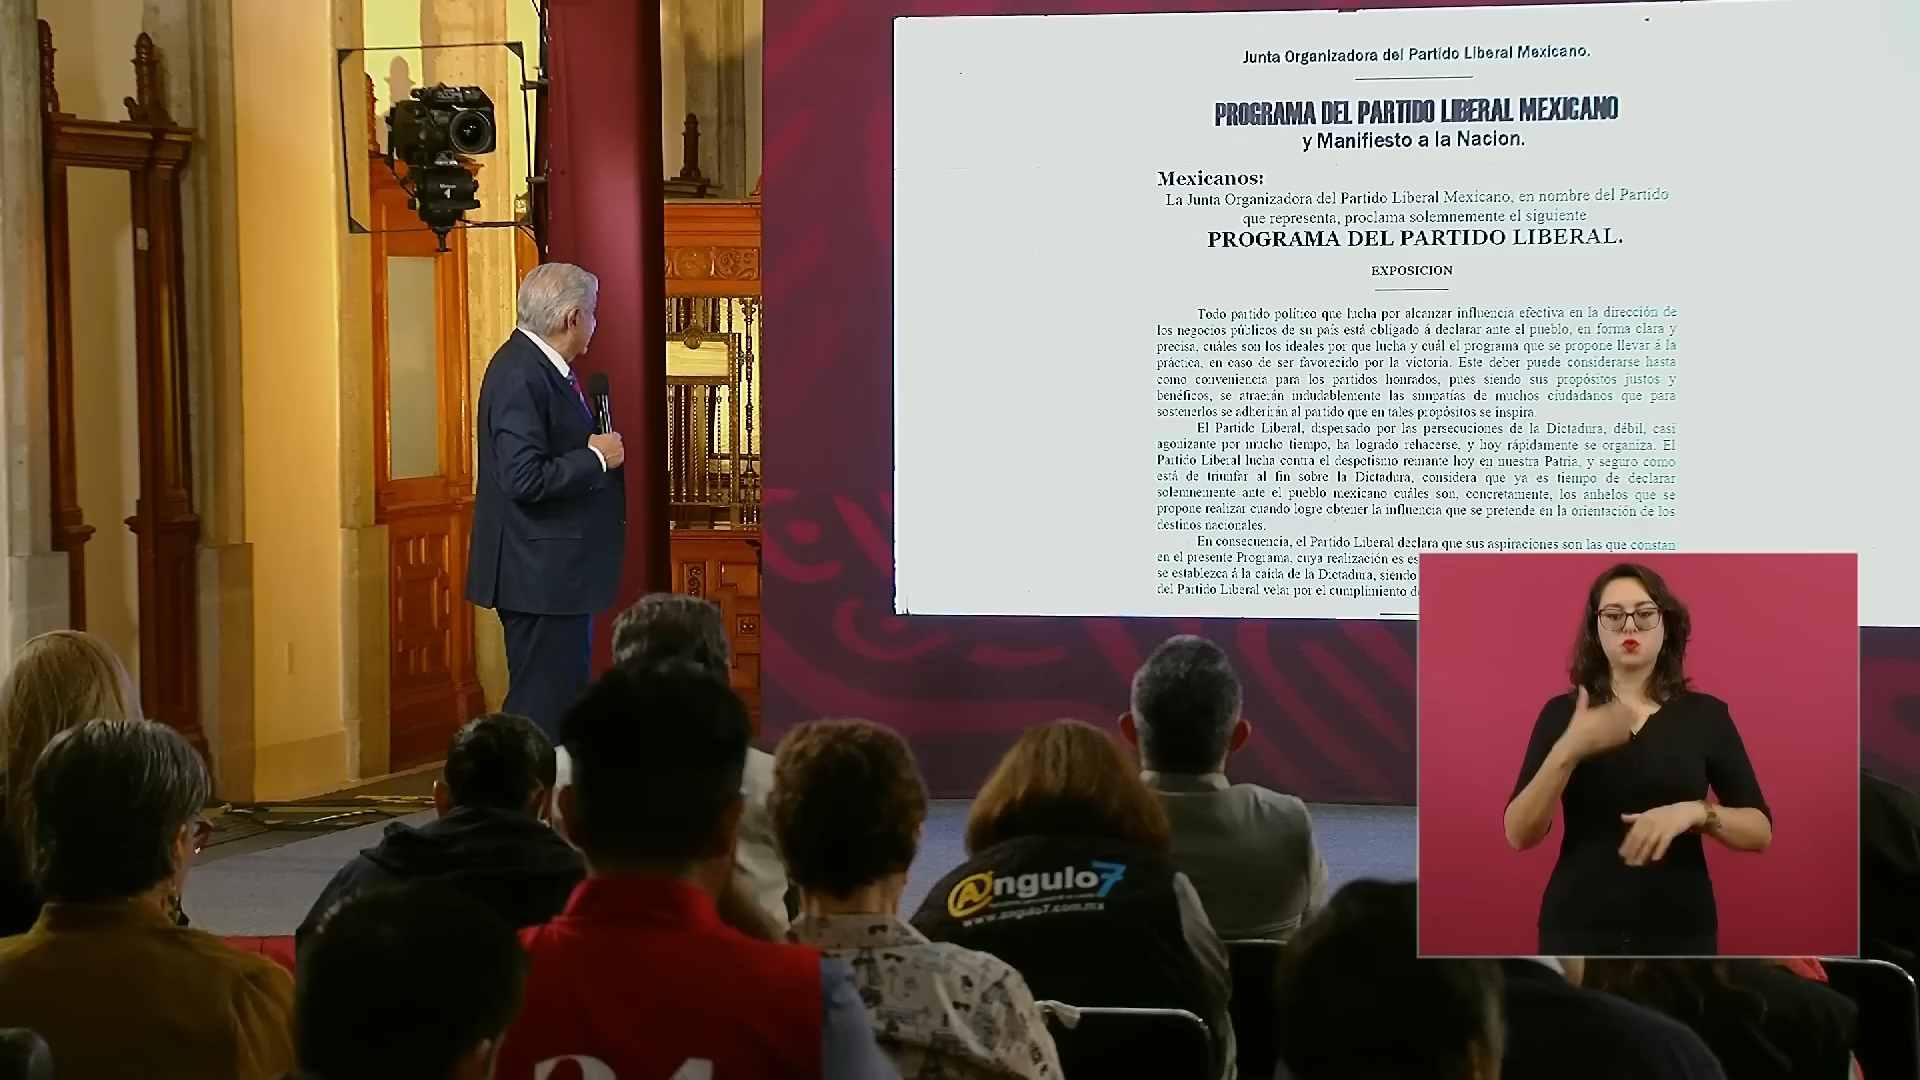 Junta Organizadora del Partido Liberal Mexicano.
PROGRAMA DEL PARTIDO LIBERAL MEXICANO
y Manifiesto a la Nacion.
Mexicanos:
La Junta Organizadora del Partido Liberal Mexicano, en nombre del Partido
que representa, proclama solemnemente el siguiente
PROGRAMA DEL PARTIDO LIBERAL.
EXPOSICION
Todo partido político que lucha por alcanzar influencia efectiva en la dirección de
los negocios públicos de su país está obligado á declarar ante el pueblo, en forma clara y
precisa, cuáles son los ideales por que lucha y cuál el programa que se propone llevar á la
práctica, en caso de ser favorecido por la victoria. Este deber puede considerarse hasta
como conveniencia para los partidos honrados, pues siendo sus propósitos justos y
benéficos, se atraerán indudablemente las simpatías de muchos ciudadanos que para
sostenerlos se adherirán al partido que en tales propósitos se inspira.
El Partido Liberal, dispersado por las persecuciones de la Dictadura, débil, casi
agonizante por mucho tiempo, ha logrado rehacerse, y hoy rápidamente se organiza. El
Partido Liberal lucha contra el despotismo reinante hoy en nuestra Patria, y seguro como
está de triunfar al fin sobre la Dictadura, considera que ya es tiempo de declarar
solemnemente ante el pueblo mexicano cuáles son, concretamente, los anhelos que se
propone realizar cuando logre obtener la influencia que se pretende en la orientación de los
destinos nacionales.
En consecuencia, el Partido Liberal declara que sus aspiraciones son las que constan
en el presente Programa, cuya realización es es
se establezca á la caída de la Dictadura, siendo
del Partido Liberal velar por el cumplimiento d
@ngulo7
www.angulo7.com.mx